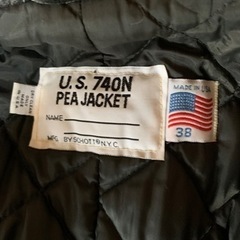 U.S. 740N
PEA JACKET
NAME
MFG. BY SCHOTT N.Y.C.
MADE IN U.S.A.
38